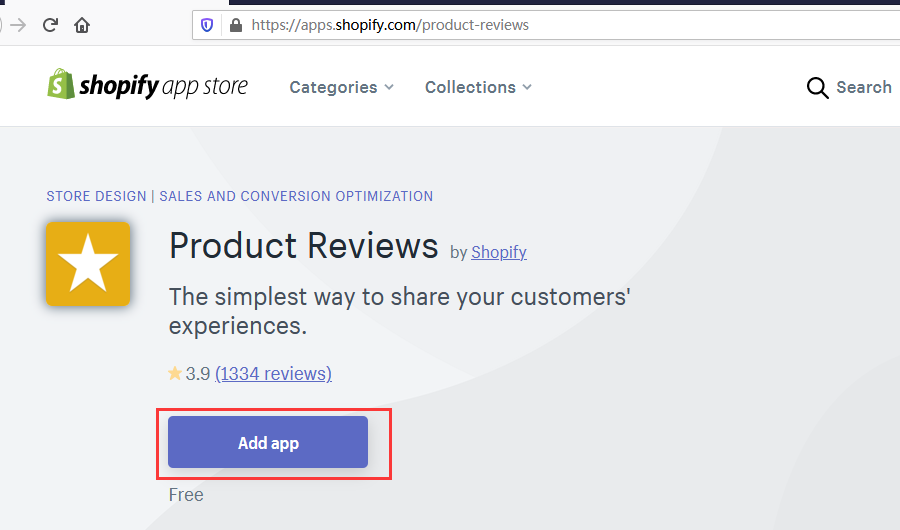 https://apps.shopify.com/product-reviews
shopify app store Categories Collections Search
STORE DESIGN | SALES AND CONVERSION OPTIMIZATION
Product Reviews by Shopify
The simplest way to share your customers'
experiences.
3.9 (1334 reviews)
Add app
Free